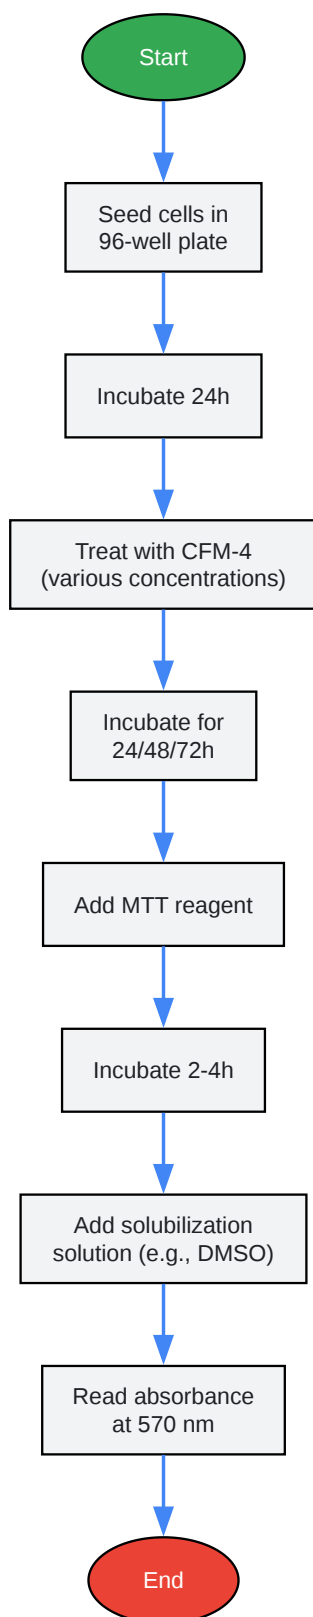 Start
Seed cells in
96-well plate
Incubate 24h
Treat with CFM-4
(various concentrations)
Incubate for
24/48/72h
Add MTT reagent
Incubate 2-4h
Add solubilization
solution (e.g., DMSO)
Read absorbance
at 570 nm
End